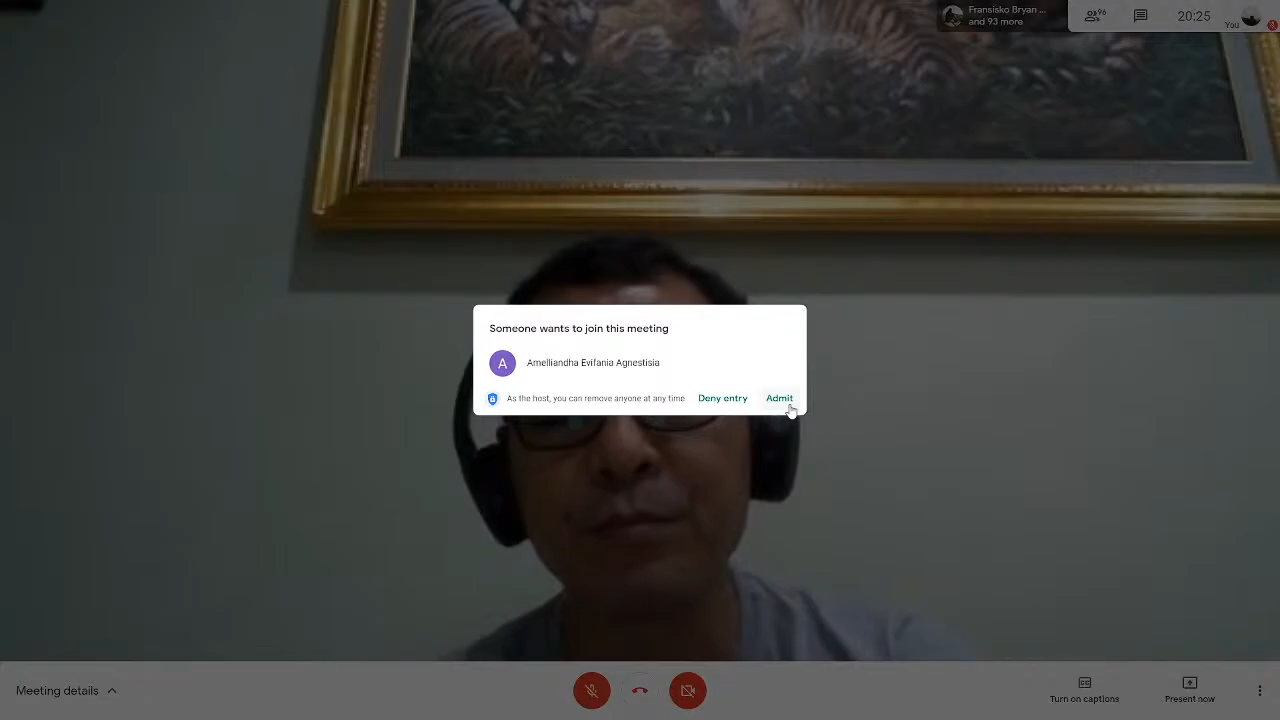 Fransisko Bryan ...
and 93 more
96
20:25
You
Someone wants to join this meeting
A
Amelliandha Evifania Agnestisia
As the host, you can remove anyone at any time
Deny entry
Admit
Meeting details
Turn on captions
Present now